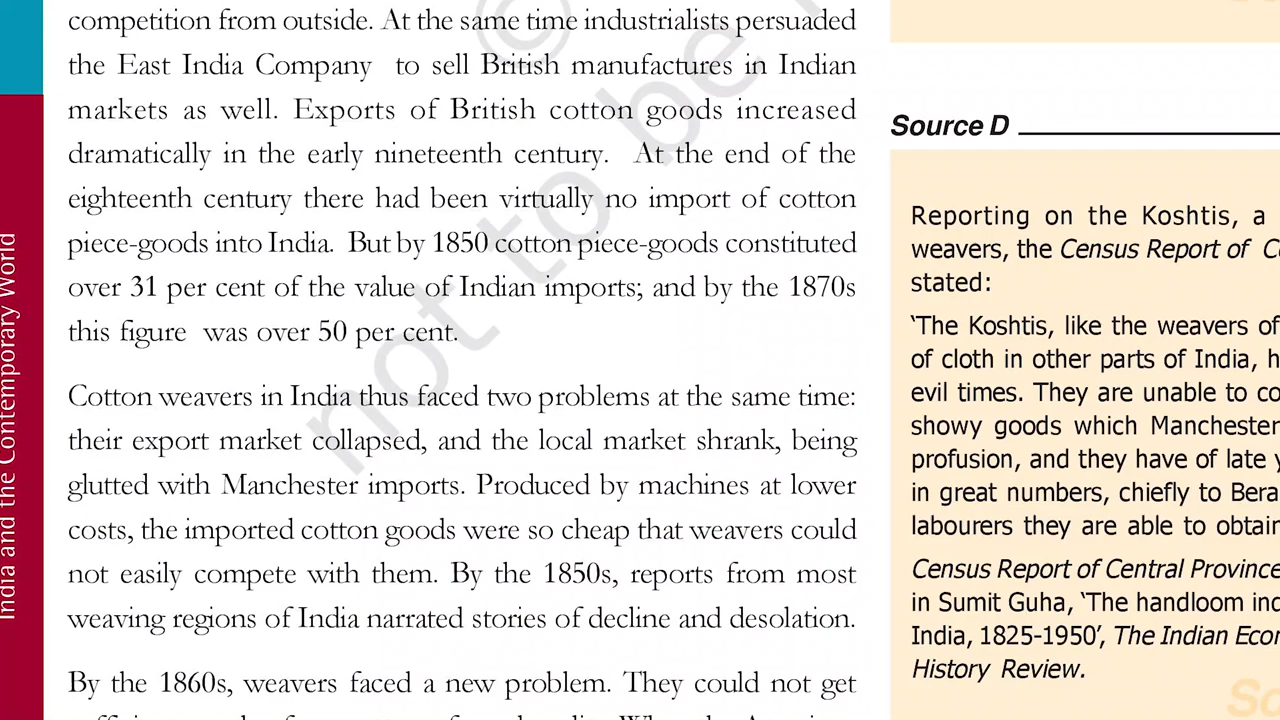 competition from outside. At the same time industrialists persuaded
the East India Company to sell British manufactures in Indian
markets as well. Exports of British cotton goods increased
dramatically in the early nineteenth century. At the end of the
eighteenth century there had been virtually no import of cotton
piece-goods into India. But by 1850 cotton piece-goods constituted
over 31 per cent of the value of Indian imports; and by the 1870s
this figure was over 50 per cent.
Cotton weavers in India thus faced two problems at the same time:
their export market collapsed, and the local market shrank, being
glutted with Manchester imports. Produced by machines at lower
costs, the imported cotton goods were so cheap that weavers could
not easily compete with them. By the 1850s, reports from most
weaving regions of India narrated stories of decline and desolation.
By the 1860s, weavers faced a new problem. They could not get
Source D
Reporting on the Koshtis, a
weavers, the Census Report of
stated:
'The Koshtis, like the weavers of
of cloth in other parts of India,
evil times. They are unable to
showy goods which Manchester
profusion, and they have of late
in great numbers, chiefly to
labourers they are able to
Census Report of Central
in Sumit Guha, 'The handloom
India, 1825-1950', The Indian
History Review.
India and the Contemporary World
© not to be